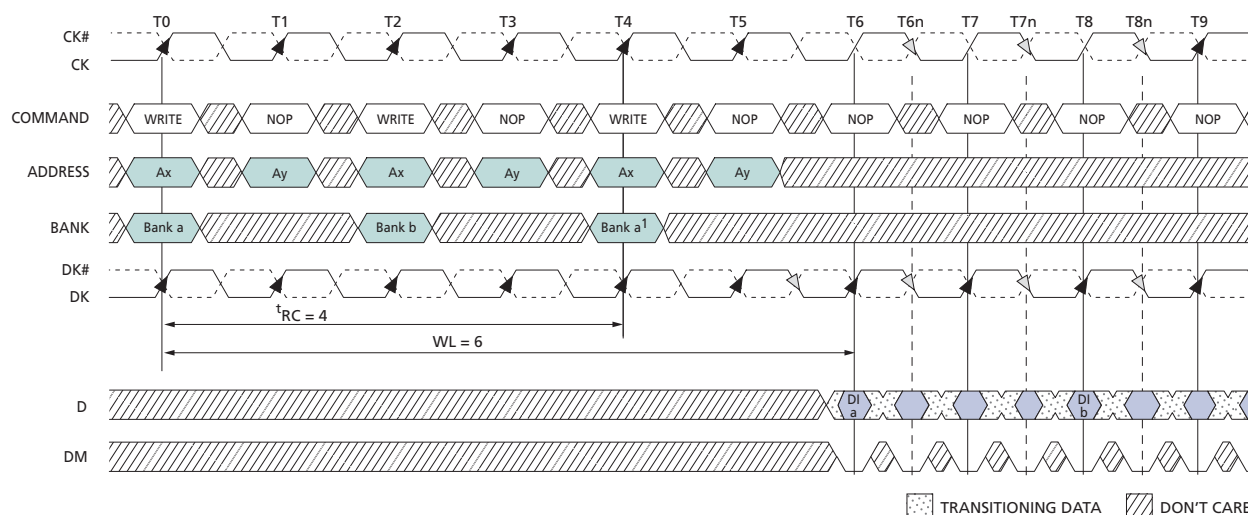 T0 T1 T2 T3 T4 T5 T6 T6n T7 T7n T8 T8n T9
CK#
CK
COMMAND WRITE NOP WRITE NOP WRITE NOP NOP NOP NOP NOP
ADDRESS Ax Ay Ax Ay Ax Ay
BANK Bank a Bank b Bank a1
DK#
DK
tRC = 4
WL = 6
D DI a DI b
DM
TRANSITIONING DATA DON'T CARE